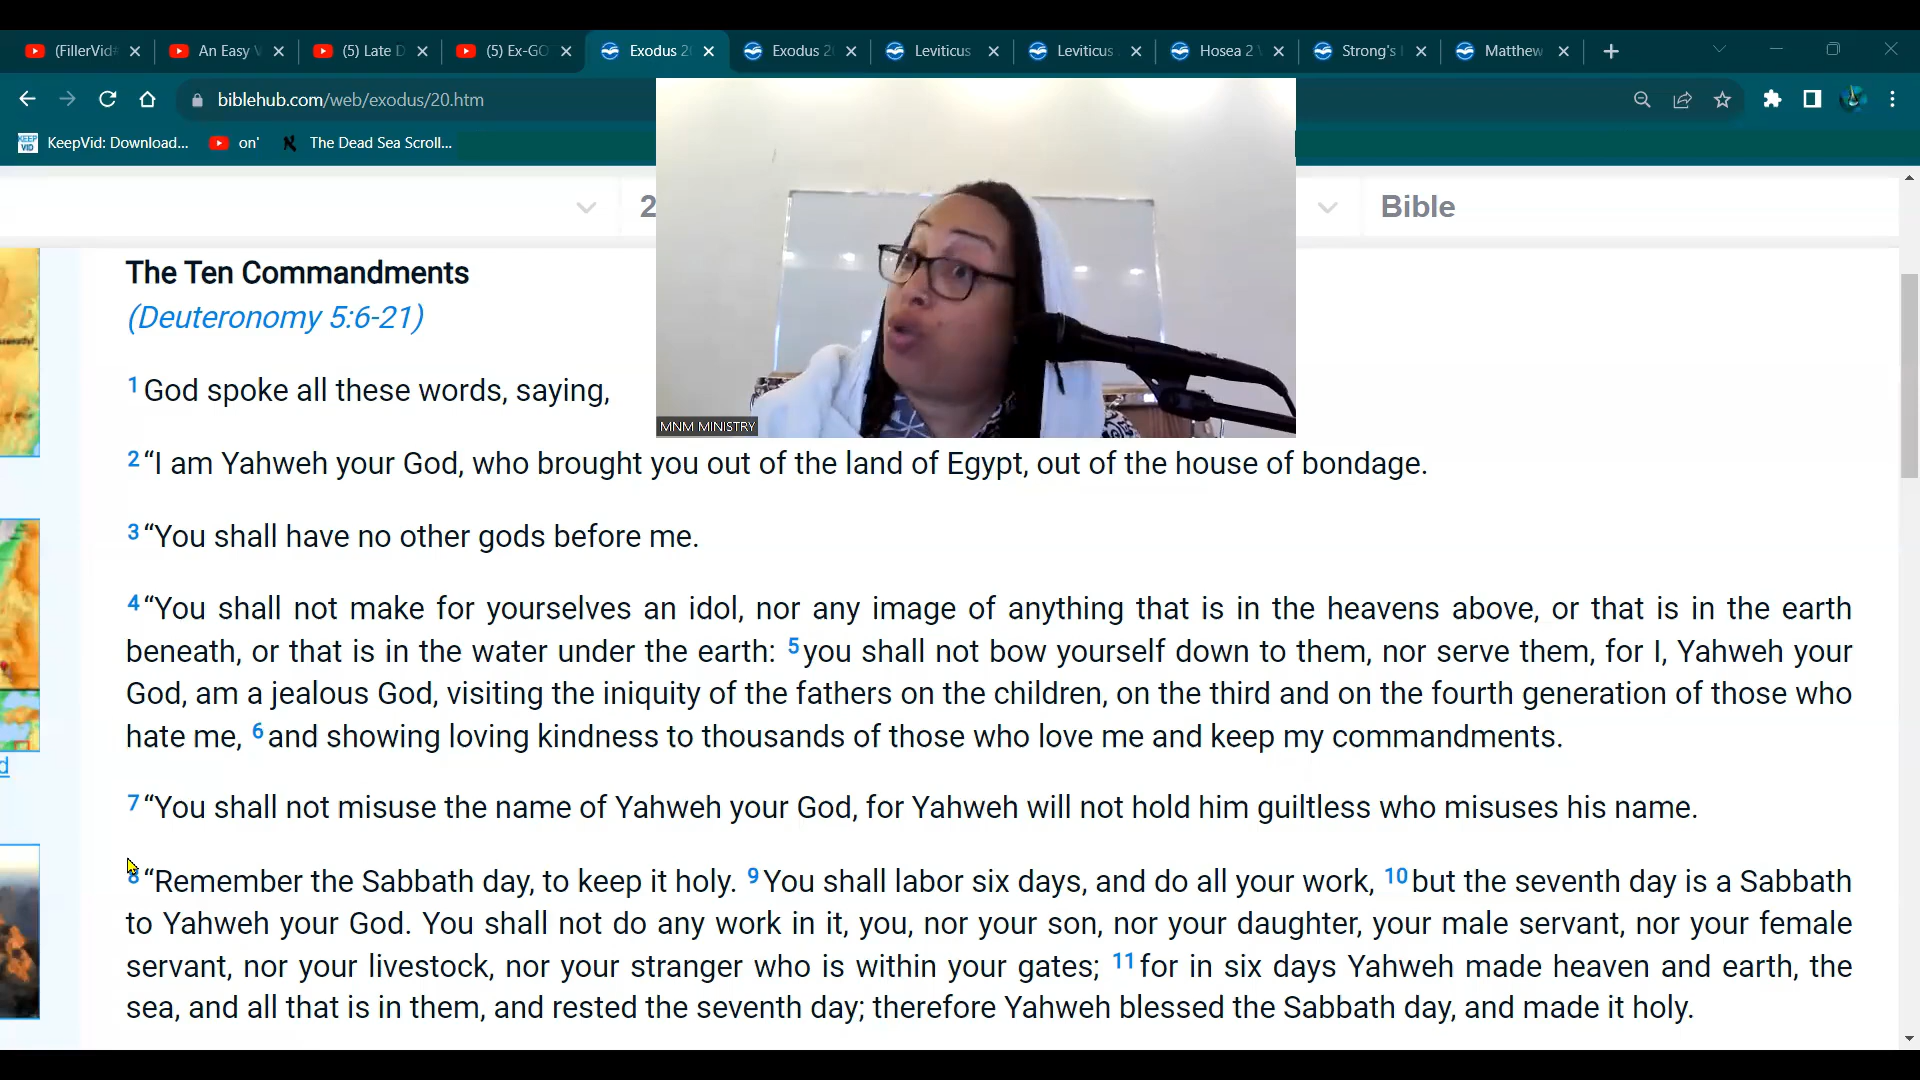 (FillerVid#
An Easy V
(5) Late D
(5) Ex-GO
Exodus 2
Exodus 2
Leviticus
Leviticus
Hosea 2 V
Strong's
Matthew
biblehub.com/web/exodus/20.htm
KEEP VID
KeepVid: Download...
on'
The Dead Sea Scroll...
2
Bible
The Ten Commandments
(Deuteronomy 5:6-21)
1 God spoke all these words, saying,
MNM MINISTRY
2 “I am Yahweh your God, who brought you out of the land of Egypt, out of the house of bondage.
3 “You shall have no other gods before me.
4 “You shall not make for yourselves an idol, nor any image of anything that is in the heavens above, or that is in the earth
beneath, or that is in the water under the earth: 5 you shall not bow yourself down to them, nor serve them, for I, Yahweh your
God, am a jealous God, visiting the iniquity of the fathers on the children, on the third and on the fourth generation of those who
hate me, 6 and showing loving kindness to thousands of those who love me and keep my commandments.
d
7 “You shall not misuse the name of Yahweh your God, for Yahweh will not hold him guiltless who misuses his name.
8 “Remember the Sabbath day, to keep it holy. 9 You shall labor six days, and do all your work, 10 but the seventh day is a Sabbath
to Yahweh your God. You shall not do any work in it, you, nor your son, nor your daughter, your male servant, nor your female
servant, nor your livestock, nor your stranger who is within your gates; 11 for in six days Yahweh made heaven and earth, the
sea, and all that is in them, and rested the seventh day; therefore Yahweh blessed the Sabbath day, and made it holy.